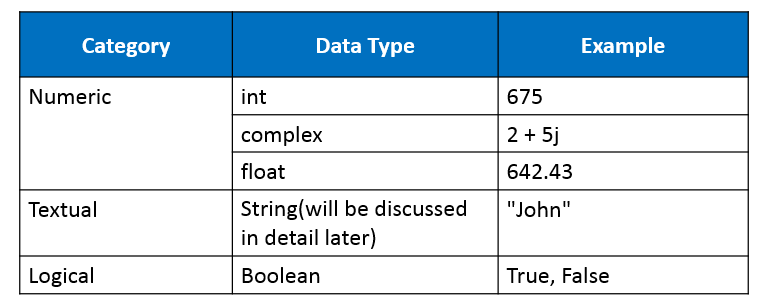 Category Data Type Example
Numeric int 675
complex 2 + 5j
float 642.43
Textual String(will be discussed "John"
in detail later)
Logical Boolean True, False